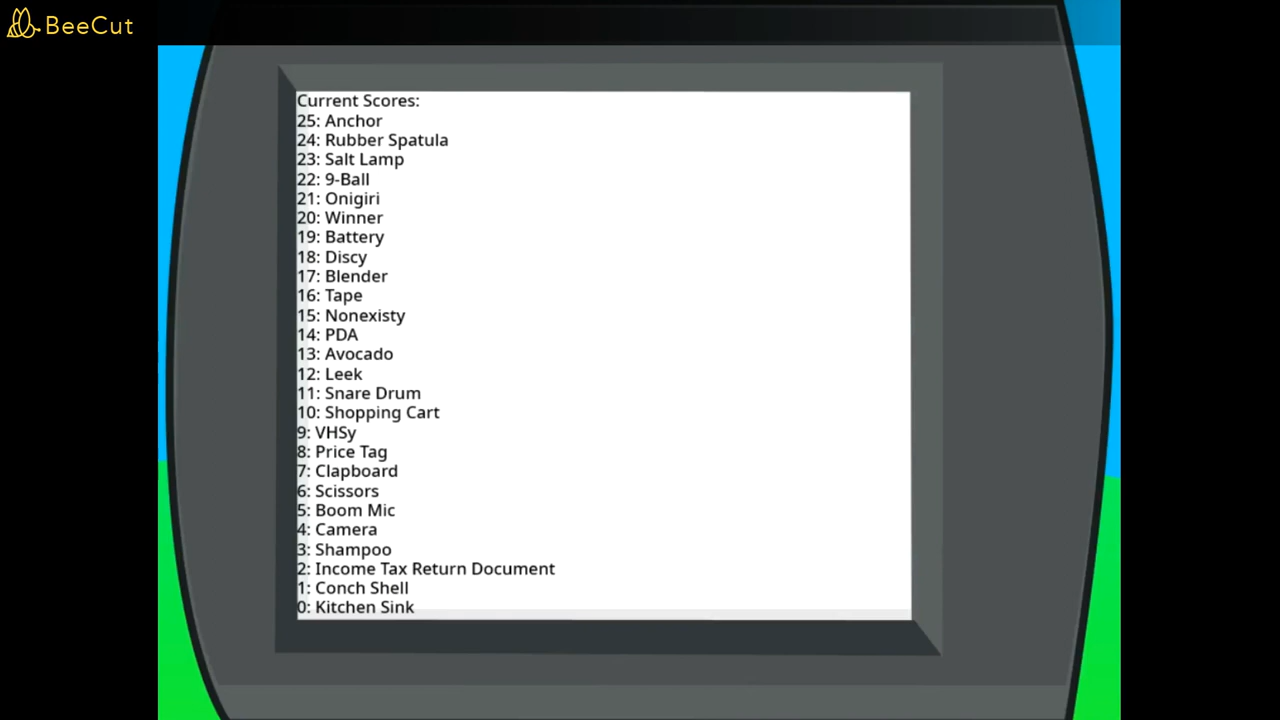 BeeCut
Current Scores:
25: Anchor
24: Rubber Spatula
23: Salt Lamp
22: 9-Ball
21: Onigiri
20: Winner
19: Battery
18: Discy
17: Blender
16: Tape
15: Nonexisty
14: PDA
13: Avocado
12: Leek
11: Snare Drum
10: Shopping Cart
9: VHSy
8: Price Tag
7: Clapboard
6: Scissors
5: Boom Mic
4: Camera
3: Shampoo
2: Income Tax Return Document
1: Conch Shell
0: Kitchen Sink